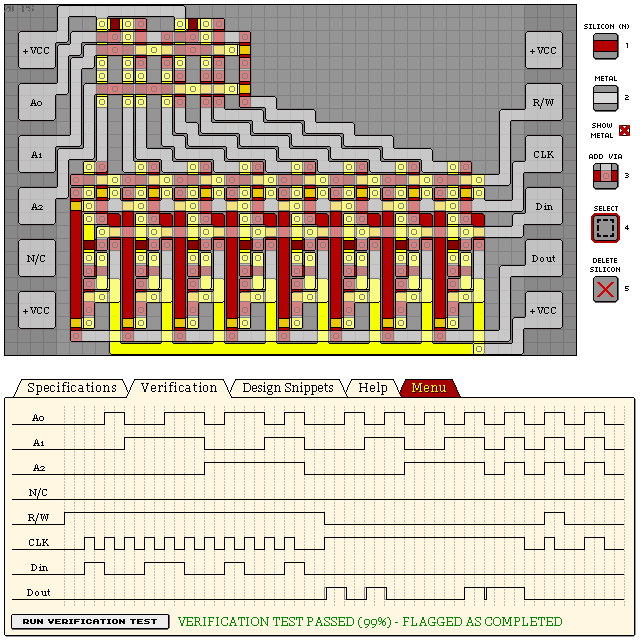 SILICON (N)
1
METAL
2
SHOW
METAL
ADD VIA
3
SELECT
4
DELETE
SILICON
5
+VCC
+VCC
A0
R/W
A1
CLK
A2
Din
N/C
Dout
+VCC
+VCC
Specifications
Verification
Design Snippets
Help
Menu
A0
A1
A2
N/C
R/W
CLK
Din
Dout
RUN VERIFICATION TEST
VERIFICATION TEST PASSED (99%) - FLAGGED AS COMPLETED